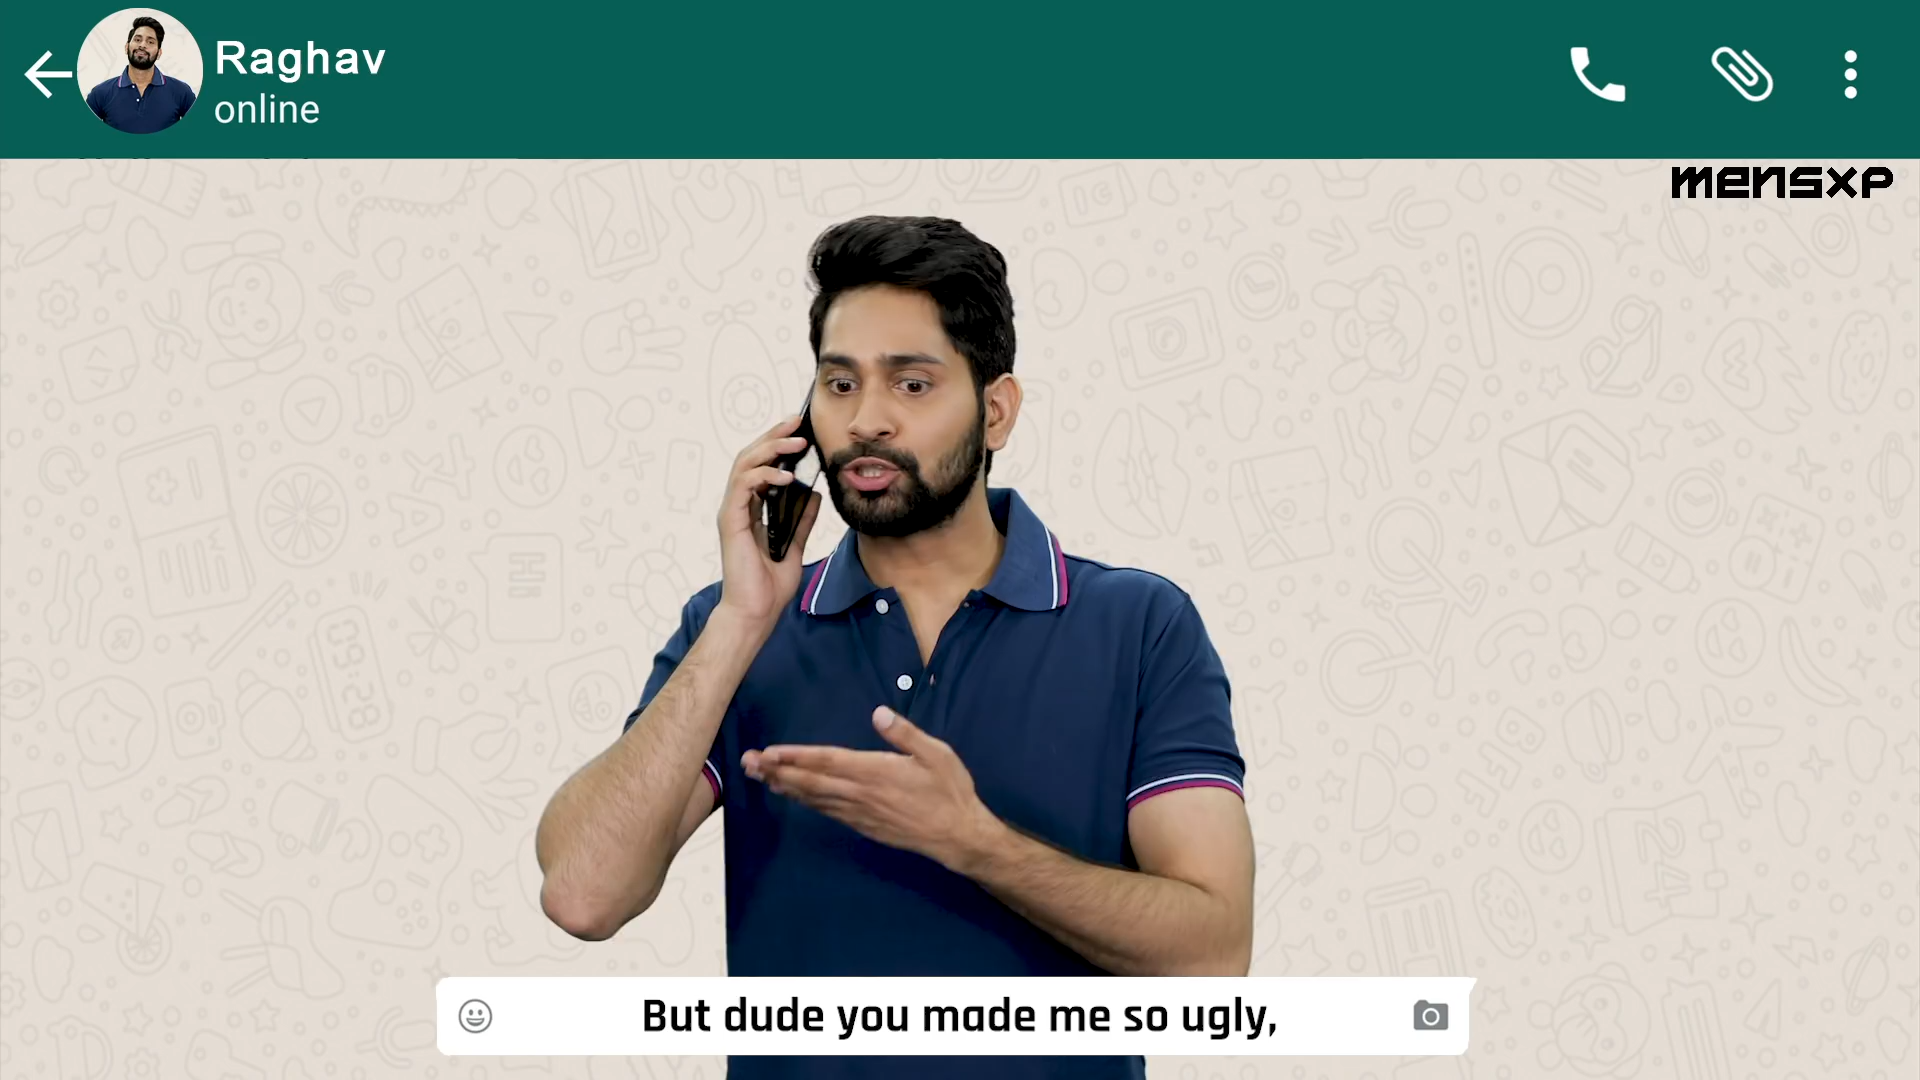 Raghav
online
mensxp
But dude you made me so ugly,